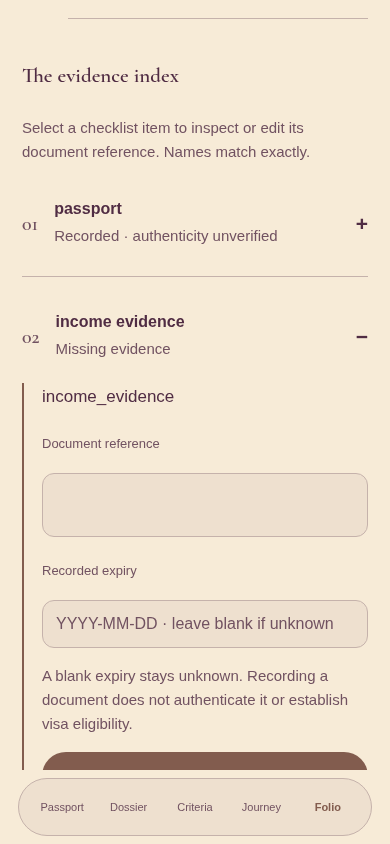 The evidence index
Select a checklist item to inspect or edit its
document reference. Names match exactly.
01
passport
Recorded · authenticity unverified
+
02
income evidence
Missing evidence
−
income_evidence
Document reference
Recorded expiry
YYYY-MM-DD · leave blank if unknown
A blank expiry stays unknown. Recording a
document does not authenticate it or establish
visa eligibility.
Passport Dossier Criteria Journey Folio